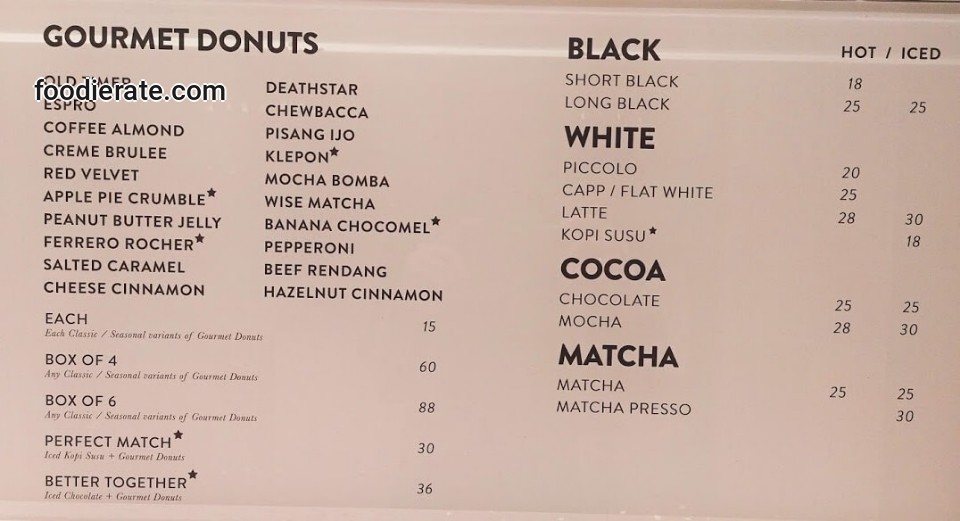 GOURMET DONUTS
OLD TIMER
foodierate.com
ESPRO
COFFEE ALMOND
CREME BRULEE
RED VELVET
APPLE PIE CRUMBLE★
PEANUT BUTTER JELLY
FERRERO ROCHER★
SALTED CARAMEL
CHEESE CINNAMON
DEATHSTAR
CHEWBACCA
PISANG IJO
KLEPON★
MOCHA BOMBA
WISE MATCHA
BANANA CHOCOMEL★
PEPPERONI
BEEF RENDANG
HAZELNUT CINNAMON
EACH 15
Each Classic / Seasonal variants of Gourmet Donuts
BOX OF 4 60
Any Classic / Seasonal variants of Gourmet Donuts
BOX OF 6 88
Any Classic / Seasonal variants of Gourmet Donuts
PERFECT MATCH★ 30
Iced Kopi Susu + Gourmet Donuts
BETTER TOGETHER★ 36
Iced Chocolate + Gourmet Donuts
BLACK HOT / ICED
SHORT BLACK 18
LONG BLACK 25 25
WHITE
PICCOLO 20
CAPP / FLAT WHITE 25
LATTE 28 30
KOPI SUSU★ 18
COCOA
CHOCOLATE 25 25
MOCHA 28 30
MATCHA
MATCHA 25 25
MATCHA PRESSO 30